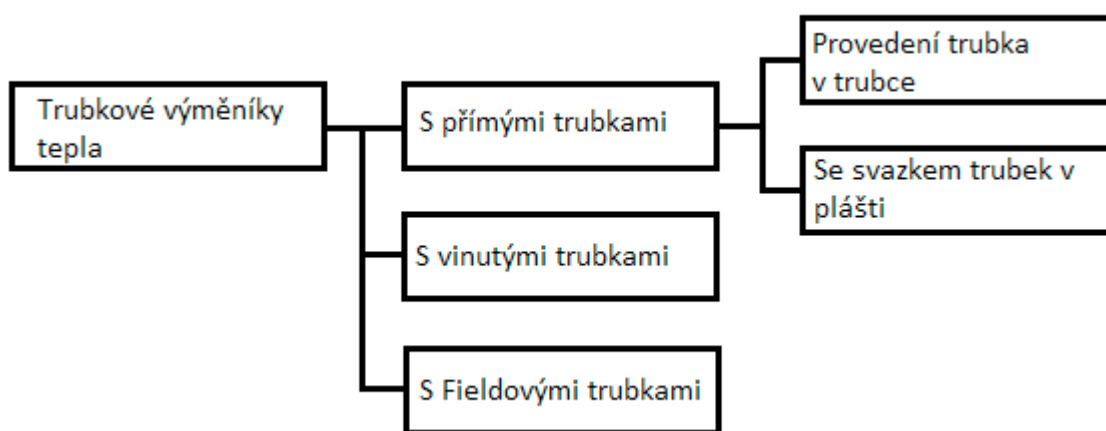 Trubkové výměníky
tepla
S přímými trubkami
Provedení trubka
v trubce
Se svazkem trubek v
plášti
S vinutými trubkami
S Fieldovými trubkami